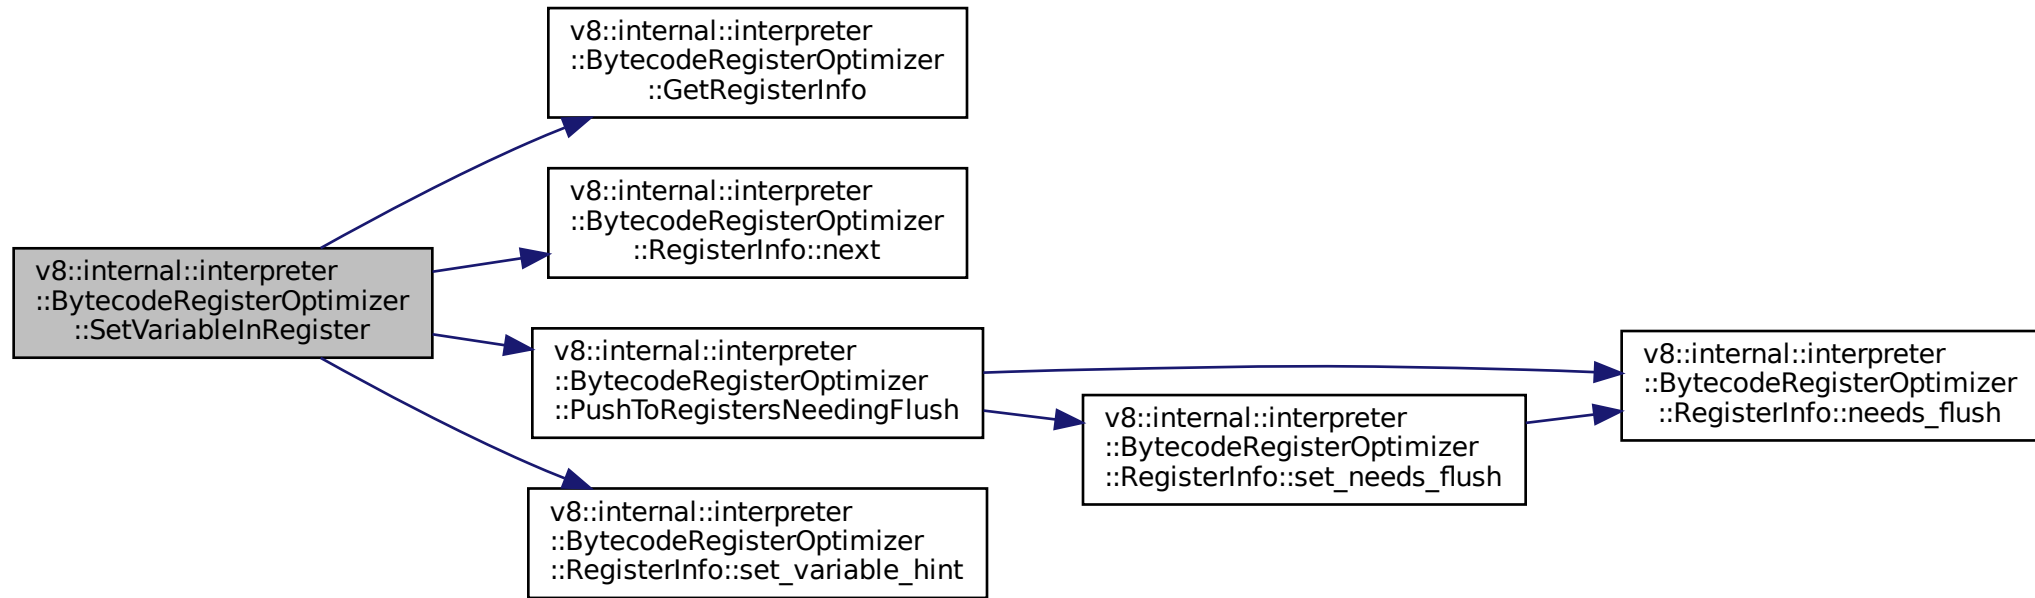 v8::internal::interpreter
::BytecodeRegisterOptimizer
::SetVariableInRegister
v8::internal::interpreter
::BytecodeRegisterOptimizer
::GetRegisterInfo
v8::internal::interpreter
::BytecodeRegisterOptimizer
::RegisterInfo::next
v8::internal::interpreter
::BytecodeRegisterOptimizer
::PushToRegistersNeedingFlush
v8::internal::interpreter
::BytecodeRegisterOptimizer
::RegisterInfo::set_variable_hint
v8::internal::interpreter
::BytecodeRegisterOptimizer
::RegisterInfo::set_needs_flush
v8::internal::interpreter
::BytecodeRegisterOptimizer
::RegisterInfo::needs_flush